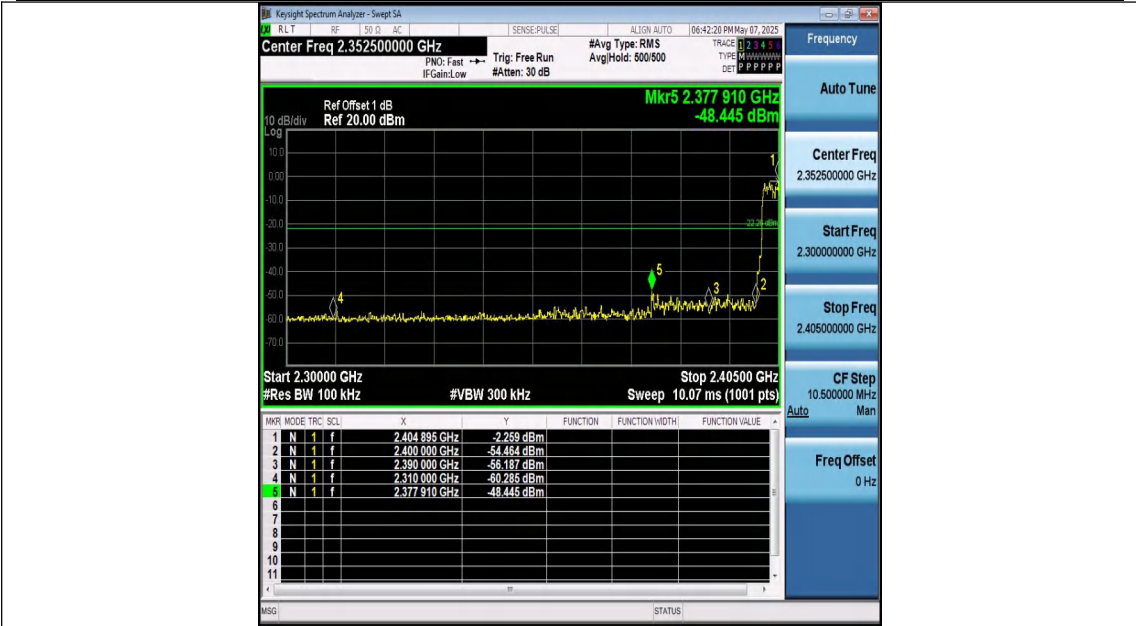 Keysight Spectrum Analyzer - Swept SA
RLT RF 50 Ω AC SENSE:PULSE ALIGN AUTO 06:42:20 PM May 07, 2025
Center Freq 2.352500000 GHz
PNO: Fast
IFGain:Low
Trig: Free Run
#Atten: 30 dB
#Avg Type: RMS
Avg|Hold: 500/500
TRACE 1 2 3 4 5 6
TYPE M W W W W W
DET P P P P P P
Frequency
Mkr5 2.377 910 GHz
-48.445 dBm
Ref Offset 1 dB
10 dB/div Ref 20.00 dBm
Log
10.0
0.00
-10.0
-20.0
-30.0
-40.0
-50.0
-60.0
-70.0
1
-22.26 dBm
5
4
3
2
Start 2.30000 GHz Stop 2.40500 GHz
#Res BW 100 kHz #VBW 300 kHz Sweep 10.07 ms (1001 pts)
MKR MODE TRC SCL X Y FUNCTION FUNCTION WIDTH FUNCTION VALUE
1 N 1 f 2.404 895 GHz -2.259 dBm
2 N 1 f 2.400 000 GHz -54.464 dBm
3 N 1 f 2.390 000 GHz -56.187 dBm
4 N 1 f 2.310 000 GHz -60.285 dBm
5 N 1 f 2.377 910 GHz -48.445 dBm
6
7
8
9
10
11
Auto Tune
Center Freq
2.352500000 GHz
Start Freq
2.300000000 GHz
Stop Freq
2.405000000 GHz
CF Step
10.500000 MHz
Auto Man
Freq Offset
0 Hz
MSG STATUS